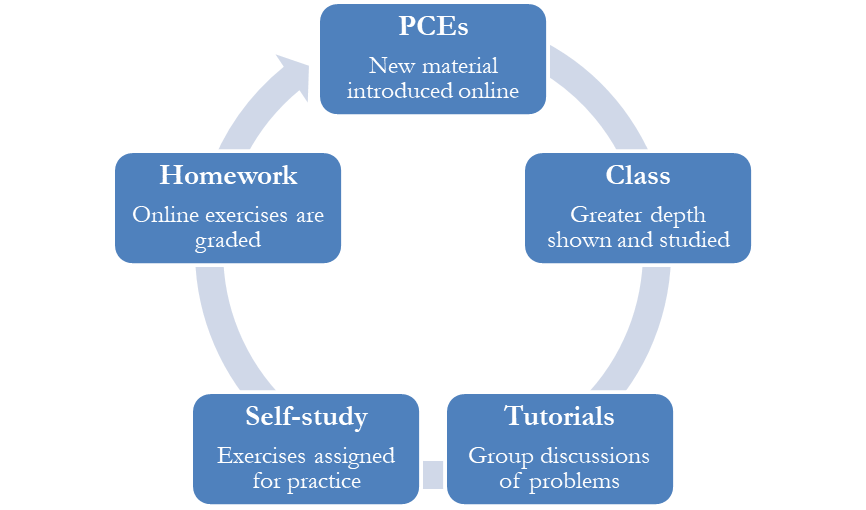 PCEs
New material
introduced online
Class
Greater depth
shown and studied
Tutorials
Group discussions
of problems
Self-study
Exercises assigned
for practice
Homework
Online exercises are
graded